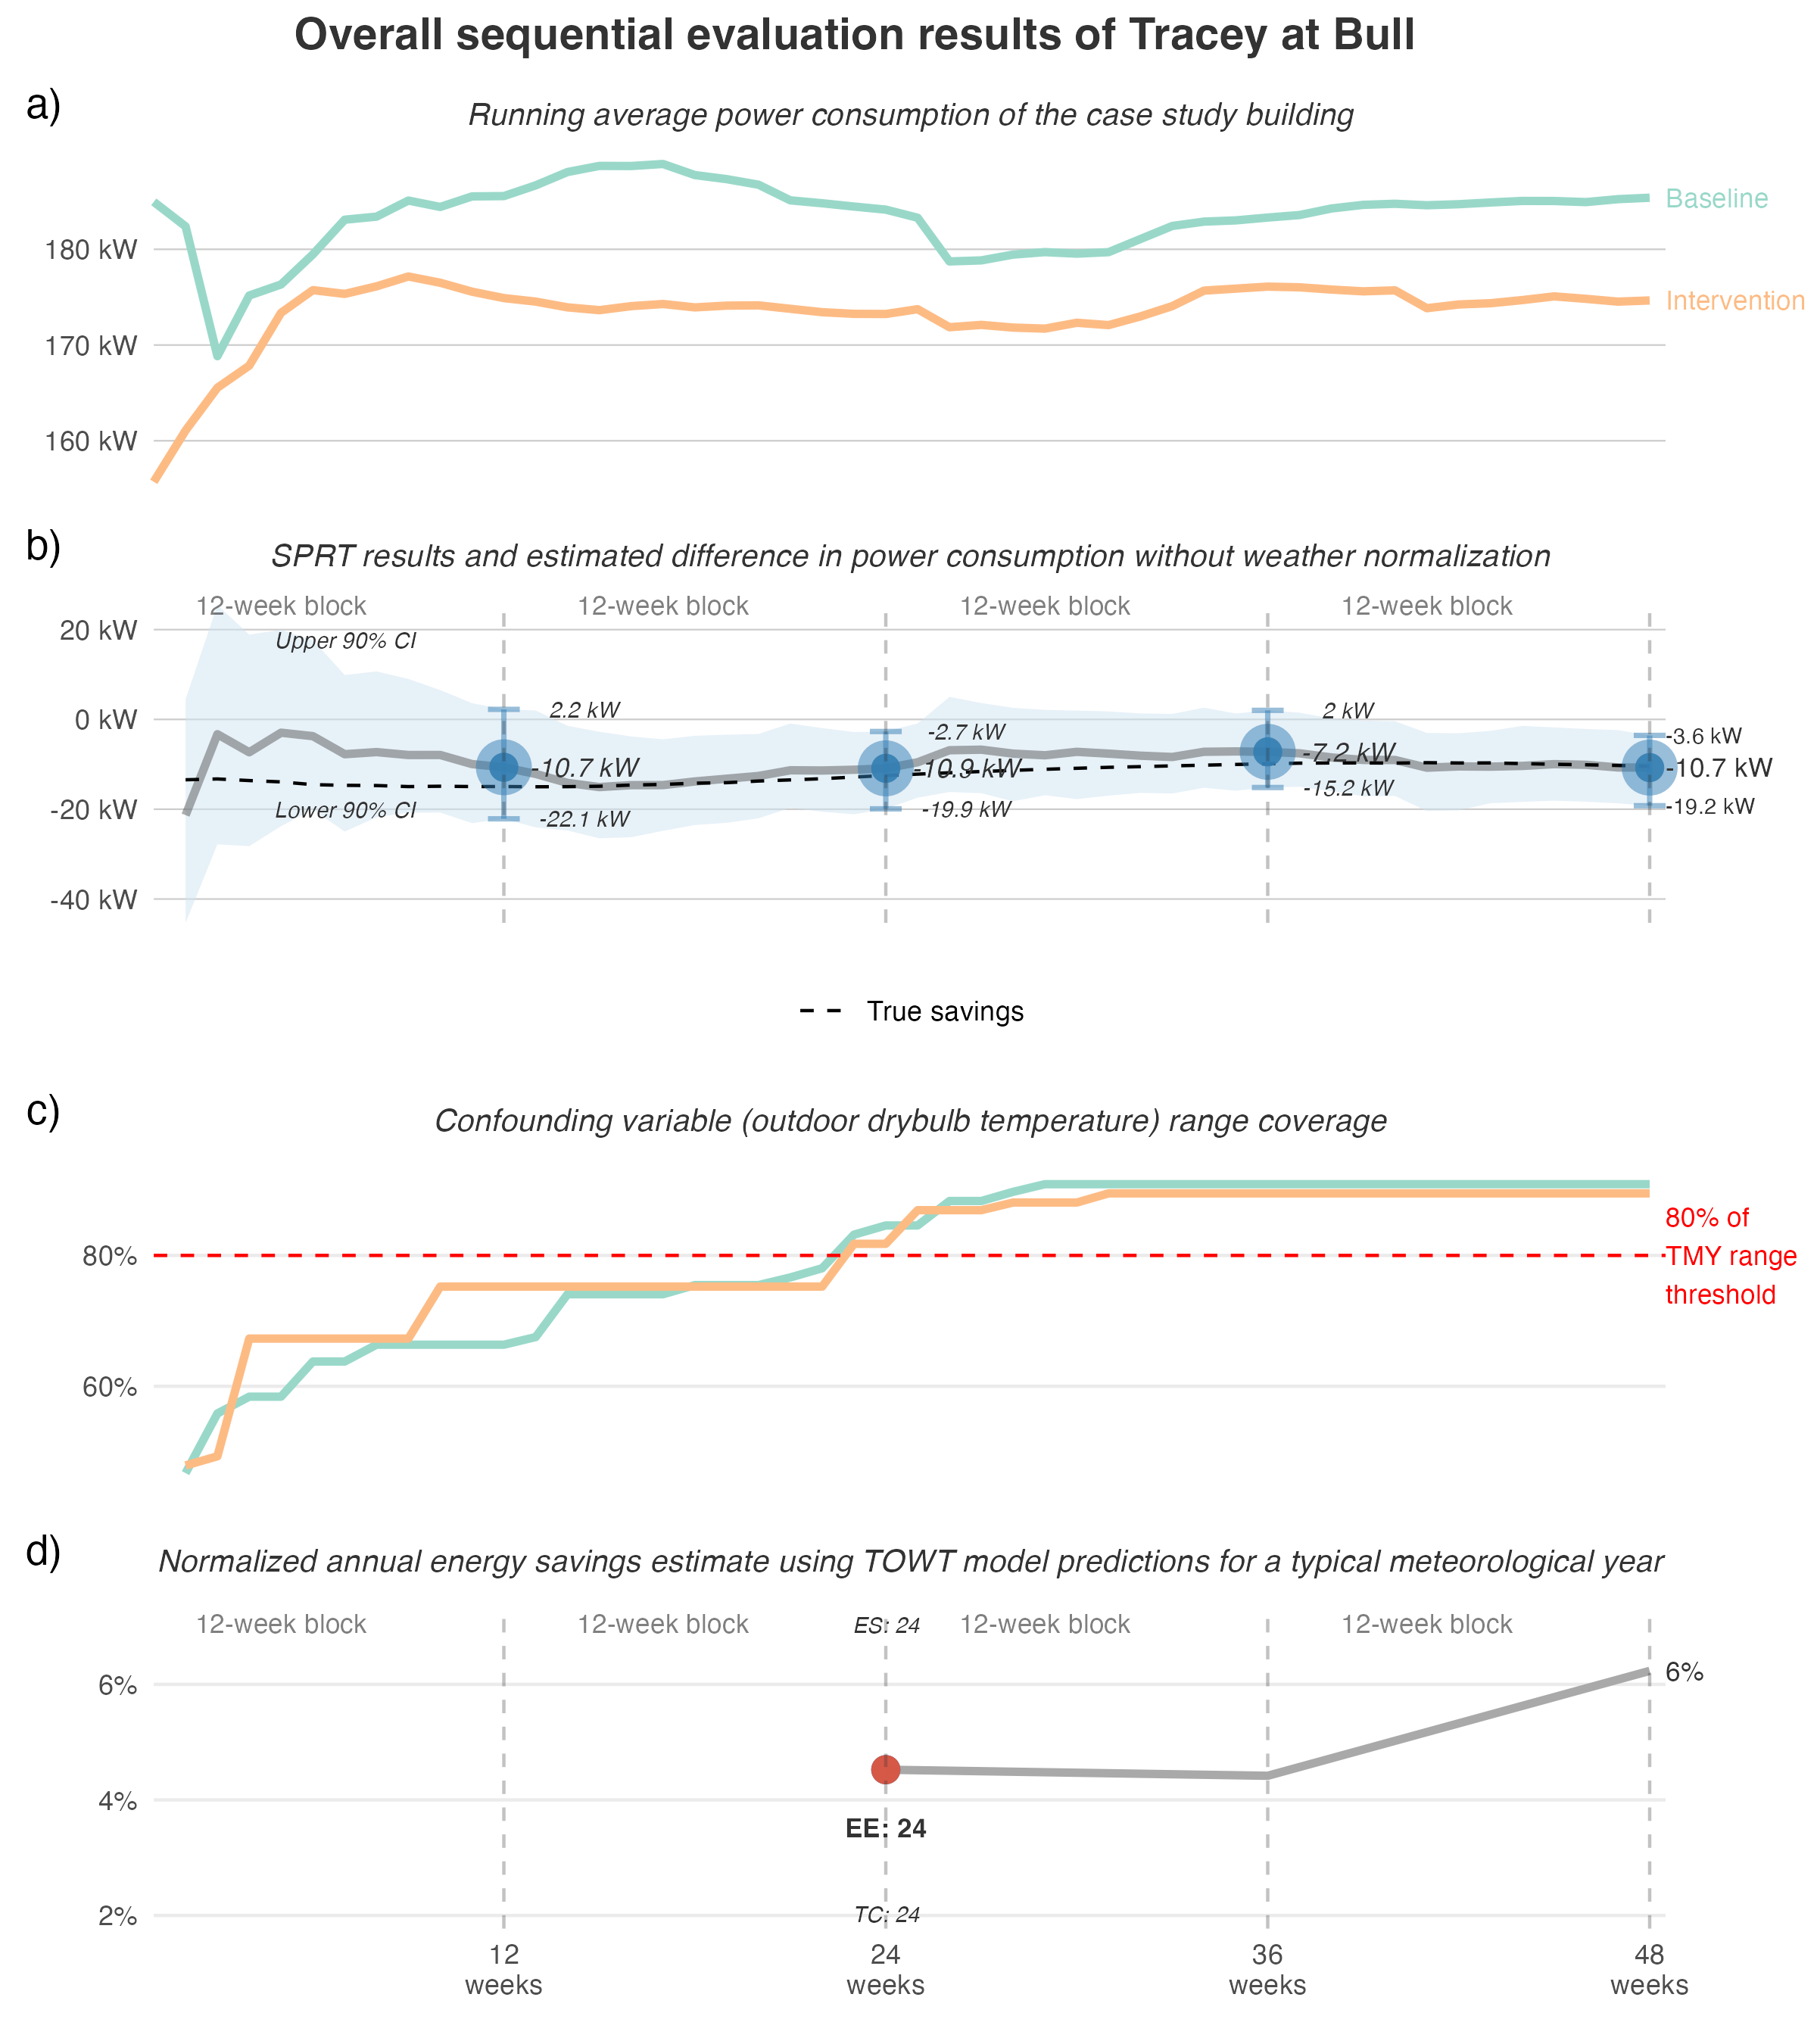 Overall sequential evaluation results of Tracey at Bull
a)
Running average power consumption of the case study building
Baseline
180 kW
Intervention
170 kW
160 kW
b)
SPRT results and estimated difference in power consumption without weather normalization
12-week block 12-week block 12-week block 12-week block
20 kW
Upper 90% CI
0 kW
2.2 kW
-2.7 kW
2 kW
-3.6 kW
-10.7 kW
-10.9 kW
-7.2 kW
-10.7 kW
-20 kW
Lower 90% CI
-22.1 kW
-19.9 kW
-15.2 kW
-19.2 kW
-40 kW
True savings
c)
Confounding variable (outdoor drybulb temperature) range coverage
80%
80% of
TMY range
threshold
60%
d)
Normalized annual energy savings estimate using TOWT model predictions for a typical meteorological year
12-week block 12-week block ES: 24 12-week block 12-week block
6%
6%
4%
EE: 24
2%
TC: 24
12 24 36 48
weeks weeks weeks weeks